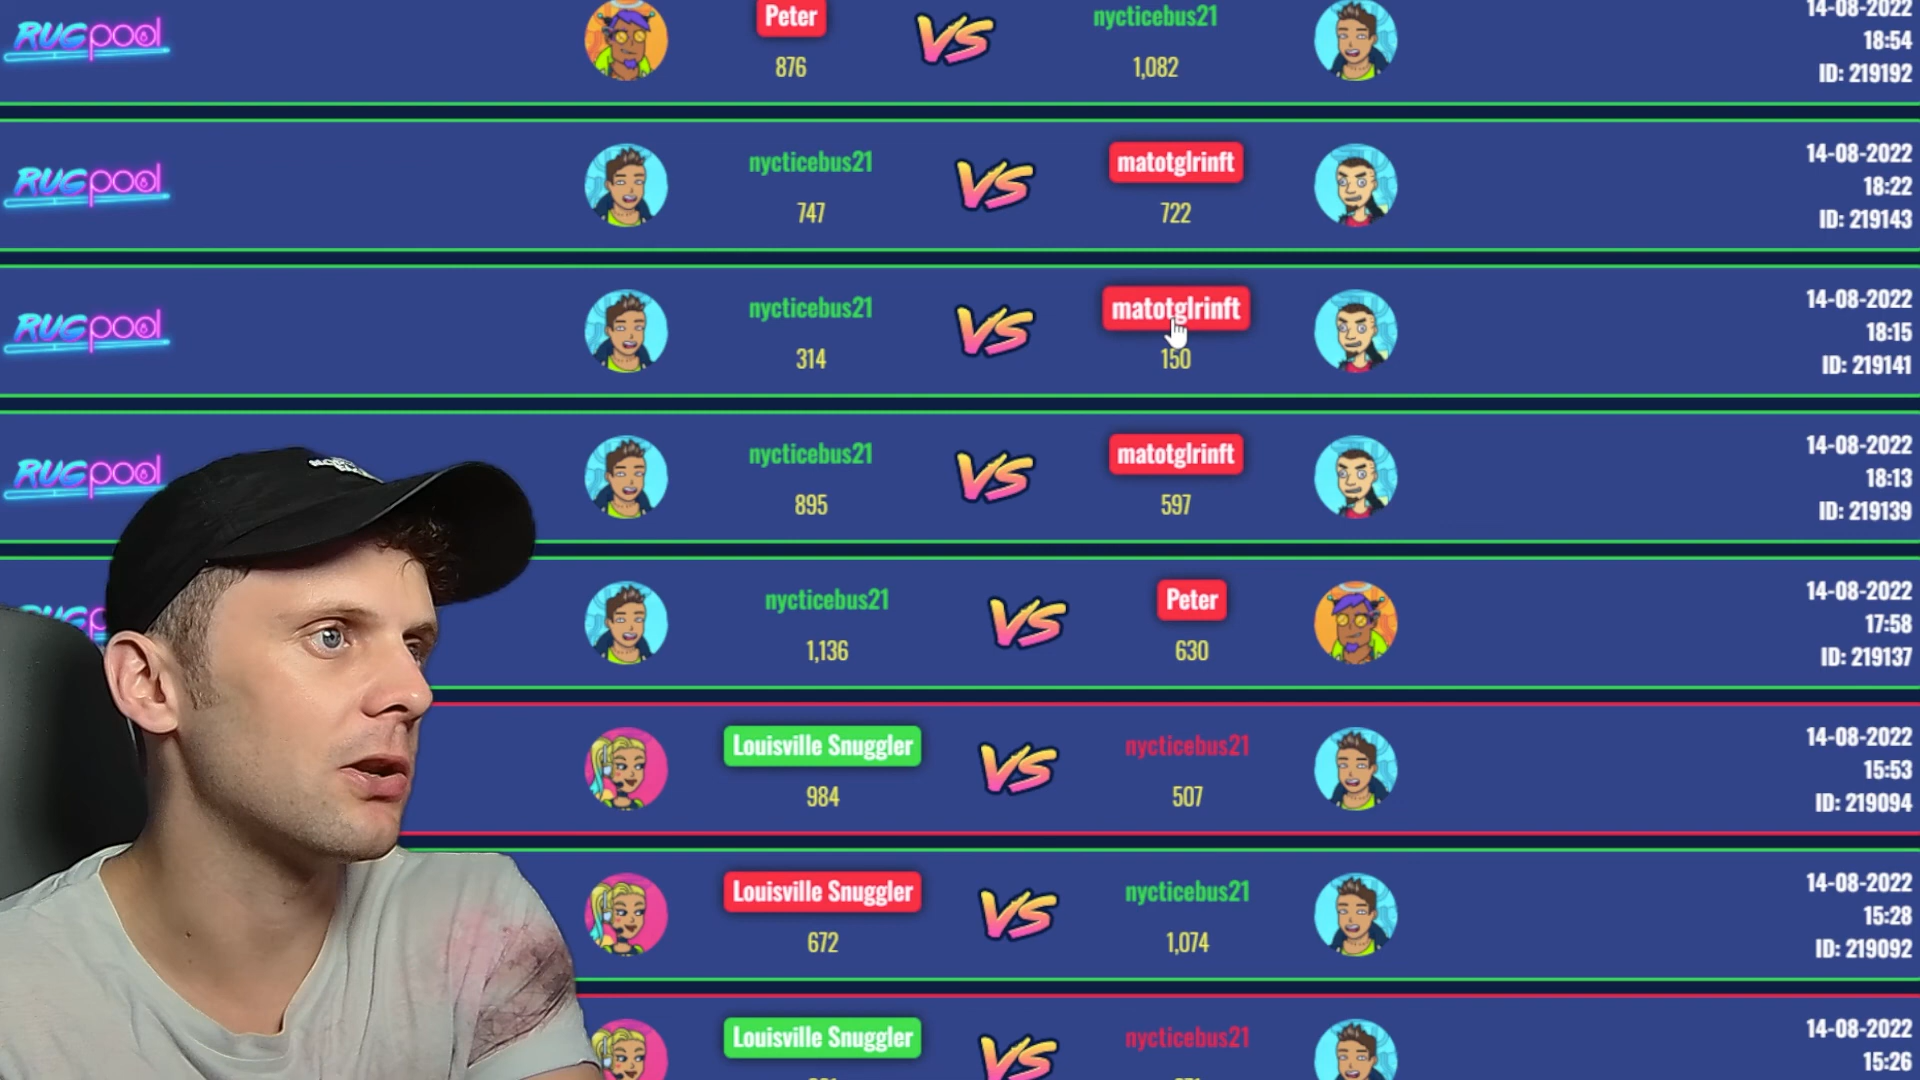 RUGpool
Peter
876
VS
nycticebus21
1,082
14-08-2022
18:54
ID: 219192
RUGpool
nycticebus21
747
VS
matotglrinft
722
14-08-2022
18:22
ID: 219143
RUGpool
nycticebus21
314
VS
matotglrinft
150
14-08-2022
18:15
ID: 219141
RUGpool
nycticebus21
895
VS
matotglrinft
597
14-08-2022
18:13
ID: 219139
nycticebus21
1,136
VS
Peter
630
14-08-2022
17:58
ID: 219137
Louisville Snuggler
984
VS
nycticebus21
507
14-08-2022
15:53
ID: 219094
Louisville Snuggler
672
VS
nycticebus21
1,074
14-08-2022
15:28
ID: 219092
Louisville Snuggler
VS
nycticebus21
14-08-2022
15:26